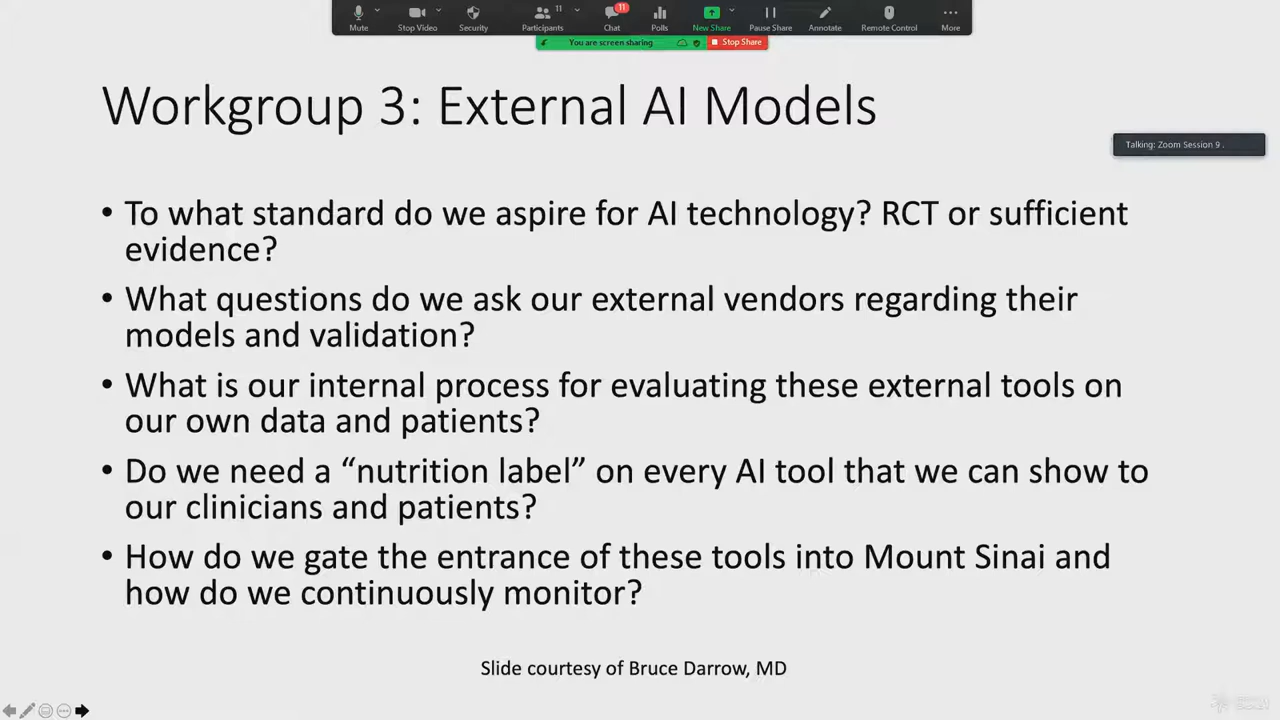 Mute
Stop Video
Security
Participants
11
Chat
11
Polls
New Share
Pause Share
Annotate
Remote Control
More
You are screen sharing
Stop Share
Workgroup 3: External AI Models
Talking: Zoom Session 9 .
• To what standard do we aspire for AI technology? RCT or sufficient
evidence?
• What questions do we ask our external vendors regarding their
models and validation?
• What is our internal process for evaluating these external tools on
our own data and patients?
• Do we need a “nutrition label” on every AI tool that we can show to
our clinicians and patients?
• How do we gate the entrance of these tools into Mount Sinai and
how do we continuously monitor?
Slide courtesy of Bruce Darrow, MD